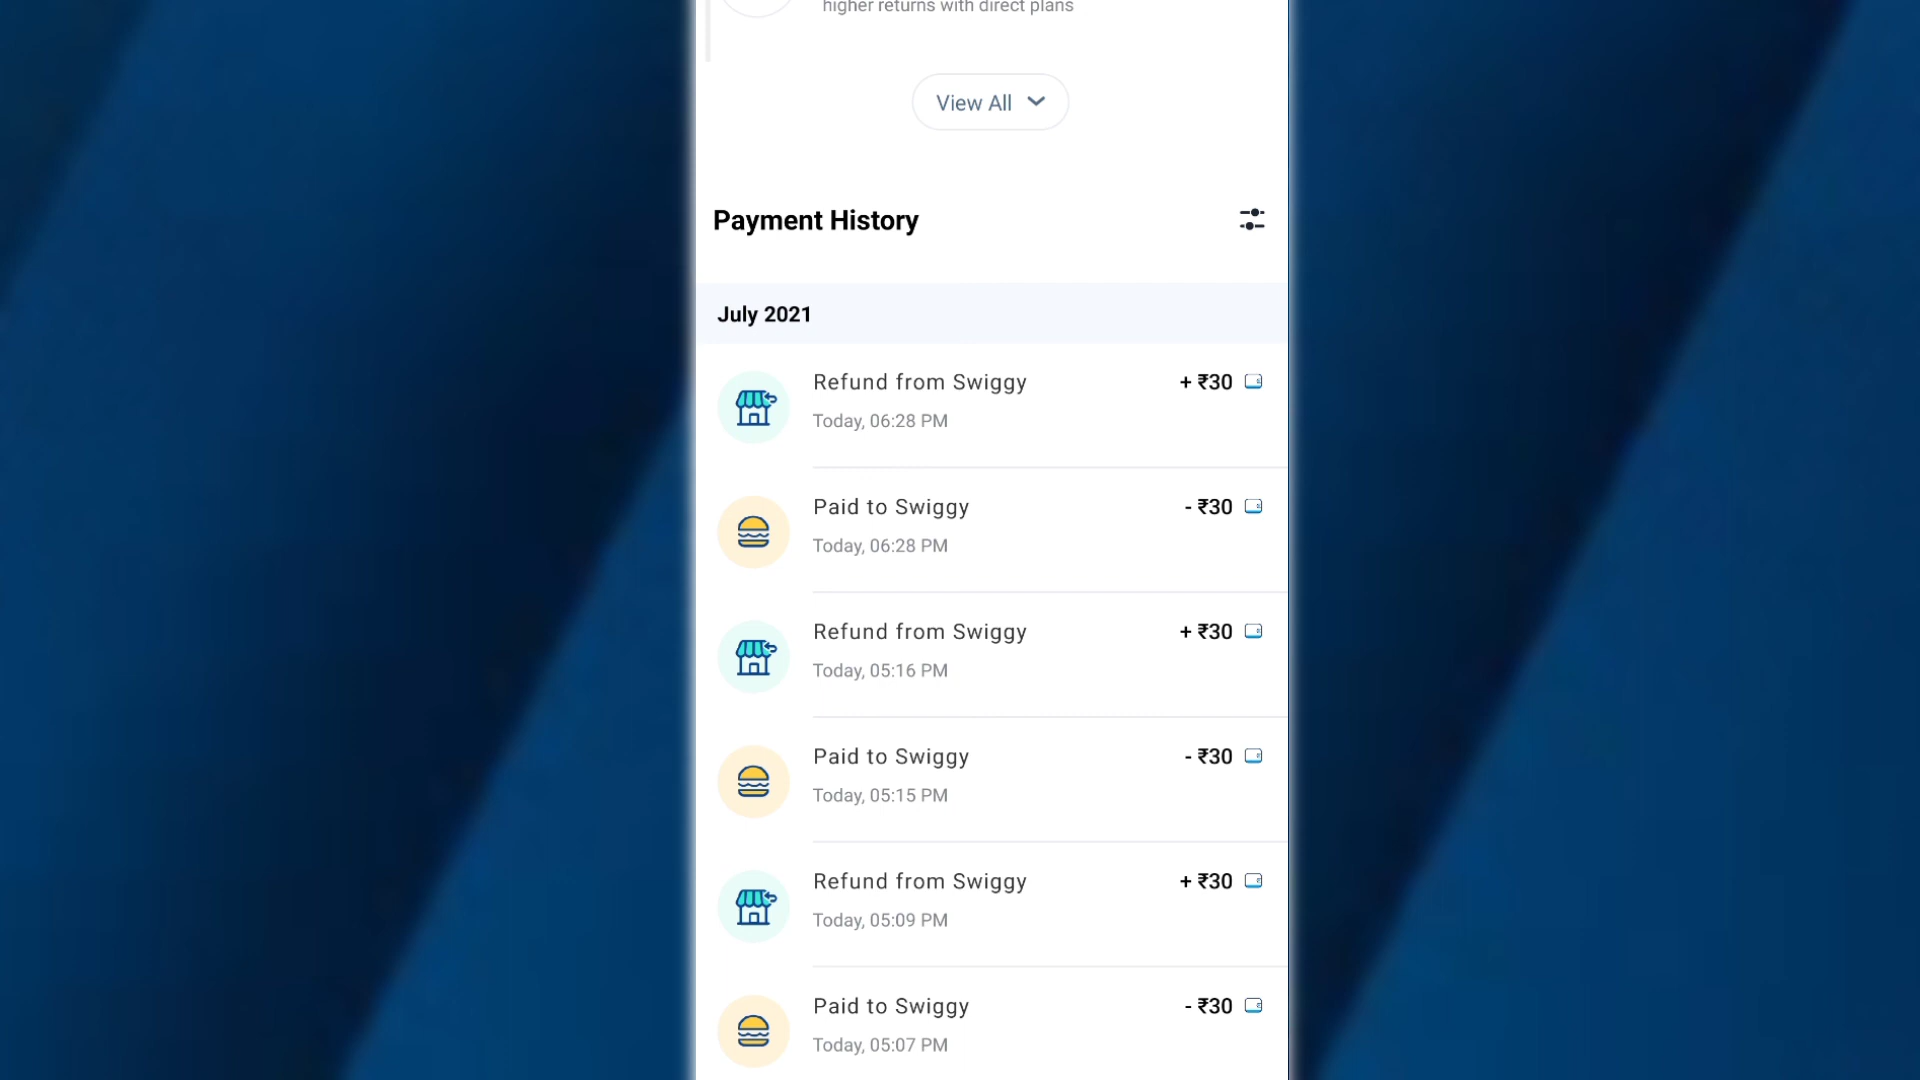 higher returns with direct plans
View All
Payment History
July 2021
Refund from Swiggy + ₹30
Today, 06:28 PM
Paid to Swiggy - ₹30
Today, 06:28 PM
Refund from Swiggy + ₹30
Today, 05:16 PM
Paid to Swiggy - ₹30
Today, 05:15 PM
Refund from Swiggy + ₹30
Today, 05:09 PM
Paid to Swiggy - ₹30
Today, 05:07 PM